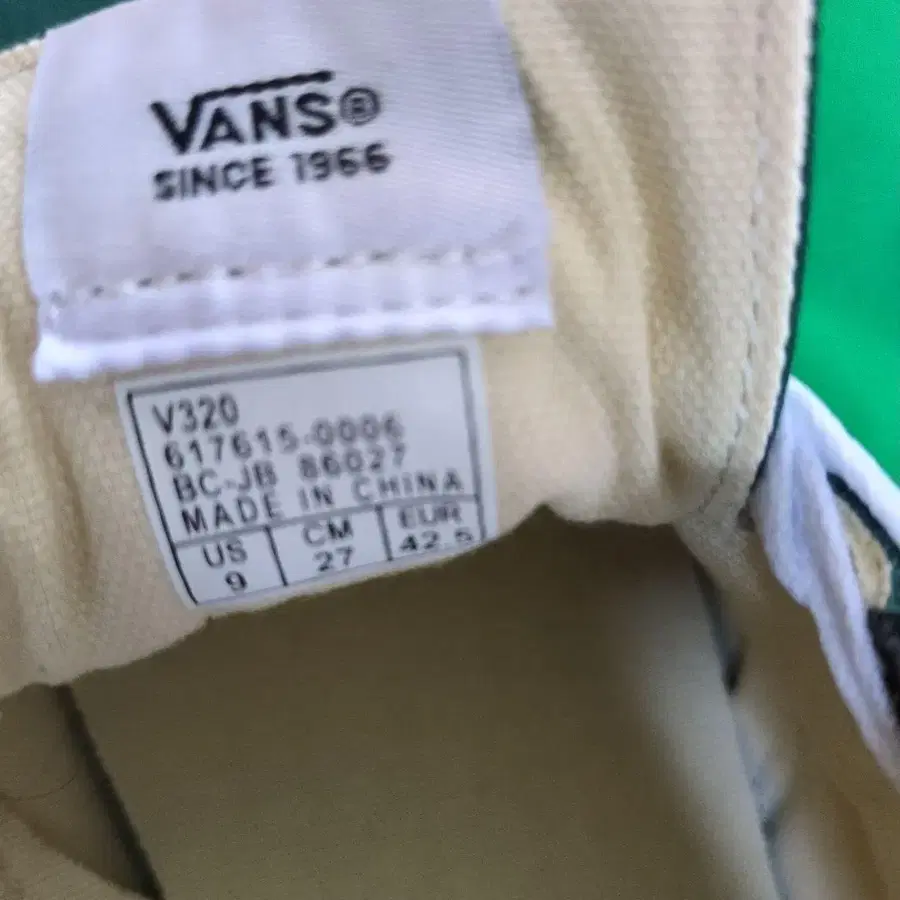 VANS®
SINCE 1966
V320
617615-0006
BC-JB 86027
MADE IN CHINA
US CM EUR
9 27 42.5